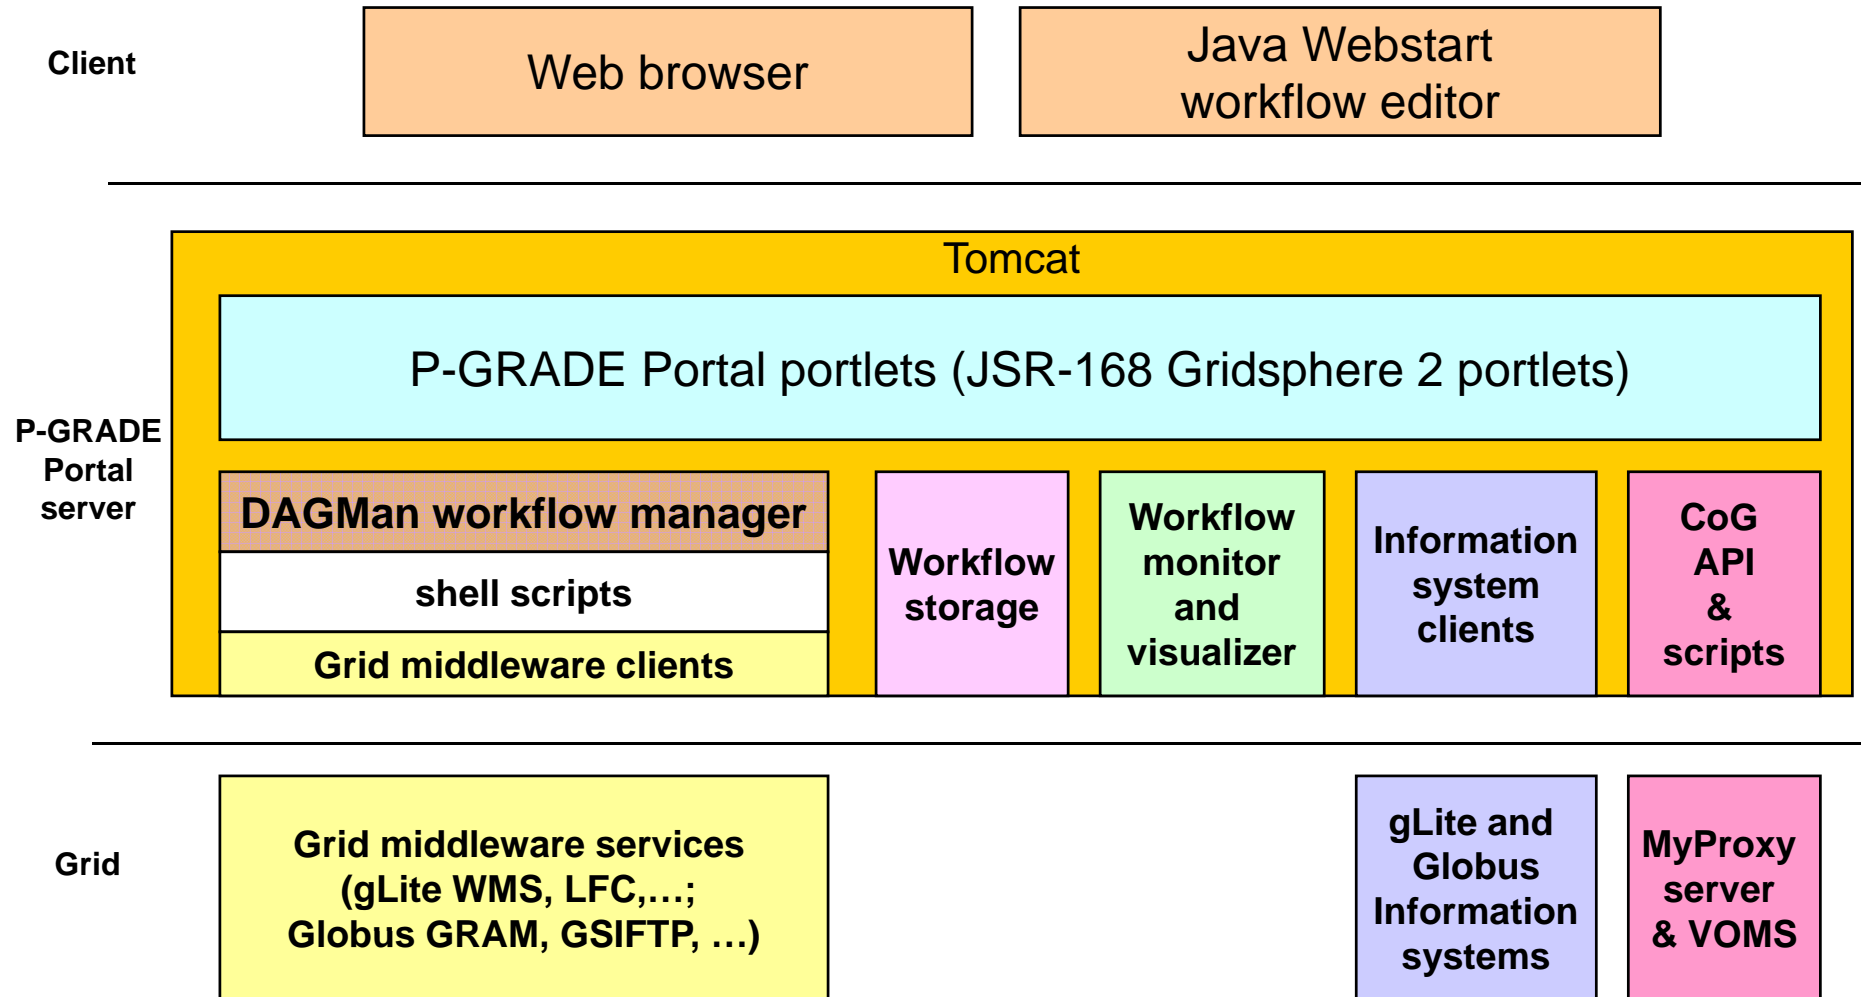 Client
Web browser
Java Webstart
workflow editor
Tomcat
P-GRADE Portal portlets (JSR-168 Gridsphere 2 portlets)
P-GRADE
Portal
server
DAGMan workflow manager
shell scripts
Grid middleware clients
Workflow
storage
Workflow
monitor
and
visualizer
Information
system
clients
CoG
API
&
scripts
Grid
Grid middleware services
(gLite WMS, LFC,...;
Globus GRAM, GSIFTP, ...)
gLite and
Globus
Information
systems
MyProxy
server
& VOMS